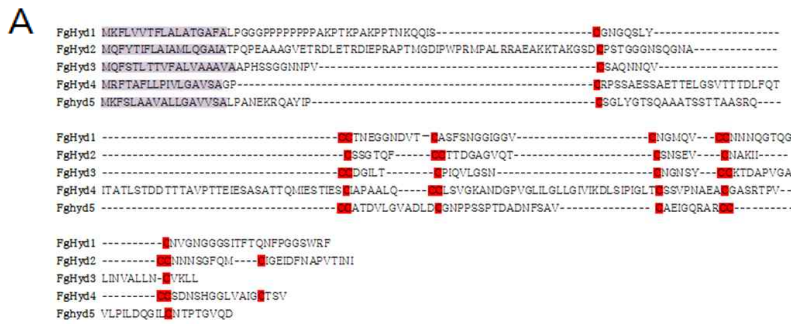 A
FgHyd1 MKFLVVTFLALATGAFALPGGGPPPPPPPPAKPTKPAKPPTNKQQIS----------------CGNGQSLY------------------
FgHyd2 MQFYTIFLAIAMLQGAIATPQPEAAAGVETRDLETRDIEPRAPTMGDIPWPRMPALRRAEAKKTAKGSDCPSTGGGNSQGNA-------------
FgHyd3 MQFSTLTTVFALVAAAVAAPHSSGGNNPV-----------------------------------CSAQNNQV-------------------
FgHyd4 MRFTAFLLPIVLGAVSAGP----------------------------------------------CRPSSAESSAETTELGSVTTTDLFQT
Fghyd5 MKFSLAAVALLGAVVSALPANEKRQAYIP-----------------------------------CSGLYGTSQAAATSSTTAASRQ---
FgHyd1 -----------------------------------CCTNEGGNDVT--CASFSNGGIGGV--------------------CNGMQV---CCNNNQGTQG
FgHyd2 ------------------------------------CSSGTQF-----CCTTDGAGVQT---------------------CSNSEV---CNAKII---
FgHyd3 -----------------------------------CCDGILT------CPIQVLGSN-----------------------CNGNSY---CCKTDAPVGA
FgHyd4 ITATLSTDDTTTAVPTTEIESASATTQMIESTIESCIAPAALQ-----CCLSVGKANDGPVGLILGLLGIVIKDLSIPIGLTCSSVPNAEACGASRTPV-
Fghyd5 -----------------------------------CCATDVLGVADLDCGNPPSSPTDADNFSAV---------------CAEIGQRARCC---------
FgHyd1 ----------CNVGNGGGSITFTQNFPGGSWRF
FgHyd2 ---------CCNNNSGFQM----CIGEIDFNAPVTINI
FgHyd3 LINVALLN-CVKLL
FgHyd4 ---------CCSDNSHGGLVAIGCTSV
Fghyd5 VLPILDQGILCNTPTGVQD